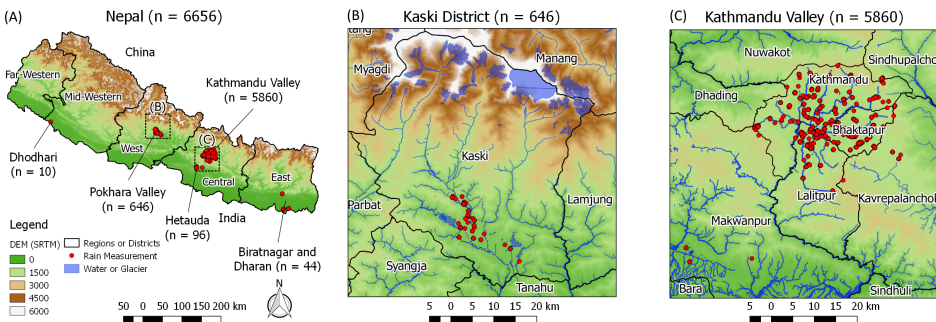 (A)
Nepal (n = 6656)
China
Far-Western
Mid-Western
Kathmandu Valley
(n = 5860)
(B)
(C)
West
Central
East
Dhodhari
(n = 10)
Pokhara Valley
(n = 646)
Hetauda
(n = 96)
India
Biratnagar and
Dharan (n = 44)
Legend
DEM (SRTM)
0
1500
3000
4500
6000
Regions or Districts
Rain Measurement
Water or Glacier
N
50 0 50 100 150 200 km
(B)
Kaski District (n = 646)
tang
Manang
Myagdi
Kaski
Parbat
Lamjung
Syangja
Tanahu
5 0 5 10 15 20 km
(C)
Kathmandu Valley (n = 5860)
Nuwakot
Sindhupalcho
Kathmandu
Dhading
Bhaktapur
Lalitpur
Kavrepalanchok
Makwanpur
Bara
Sindhuli
5 0 5 10 15 20 km